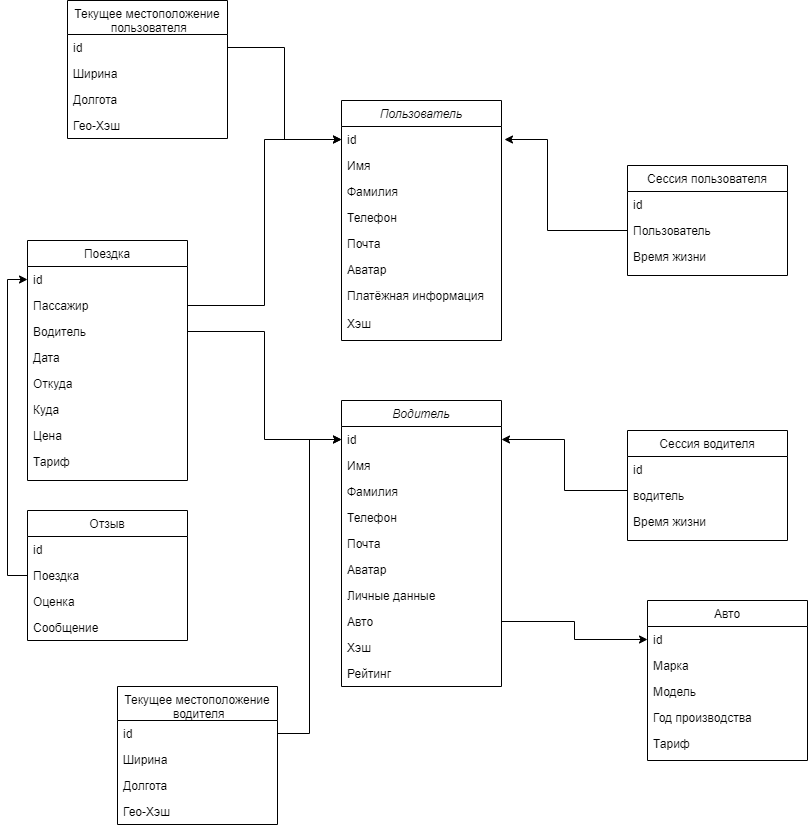 Текущее местоположение
пользователя
id
Ширина
Долгота
Гео-Хэш
Пользователь
id
Имя
Фамилия
Телефон
Почта
Аватар
Платёжная информация
Хэш
Сессия пользователя
id
Пользователь
Время жизни
Поездка
id
Пассажир
Водитель
Дата
Откуда
Куда
Цена
Тариф
Водитель
id
Имя
Фамилия
Телефон
Почта
Аватар
Личные данные
Авто
Хэш
Рейтинг
Сессия водителя
id
водитель
Время жизни
Отзыв
id
Поездка
Оценка
Сообщение
Авто
id
Марка
Модель
Год производства
Тариф
Текущее местоположение
водителя
id
Ширина
Долгота
Гео-Хэш